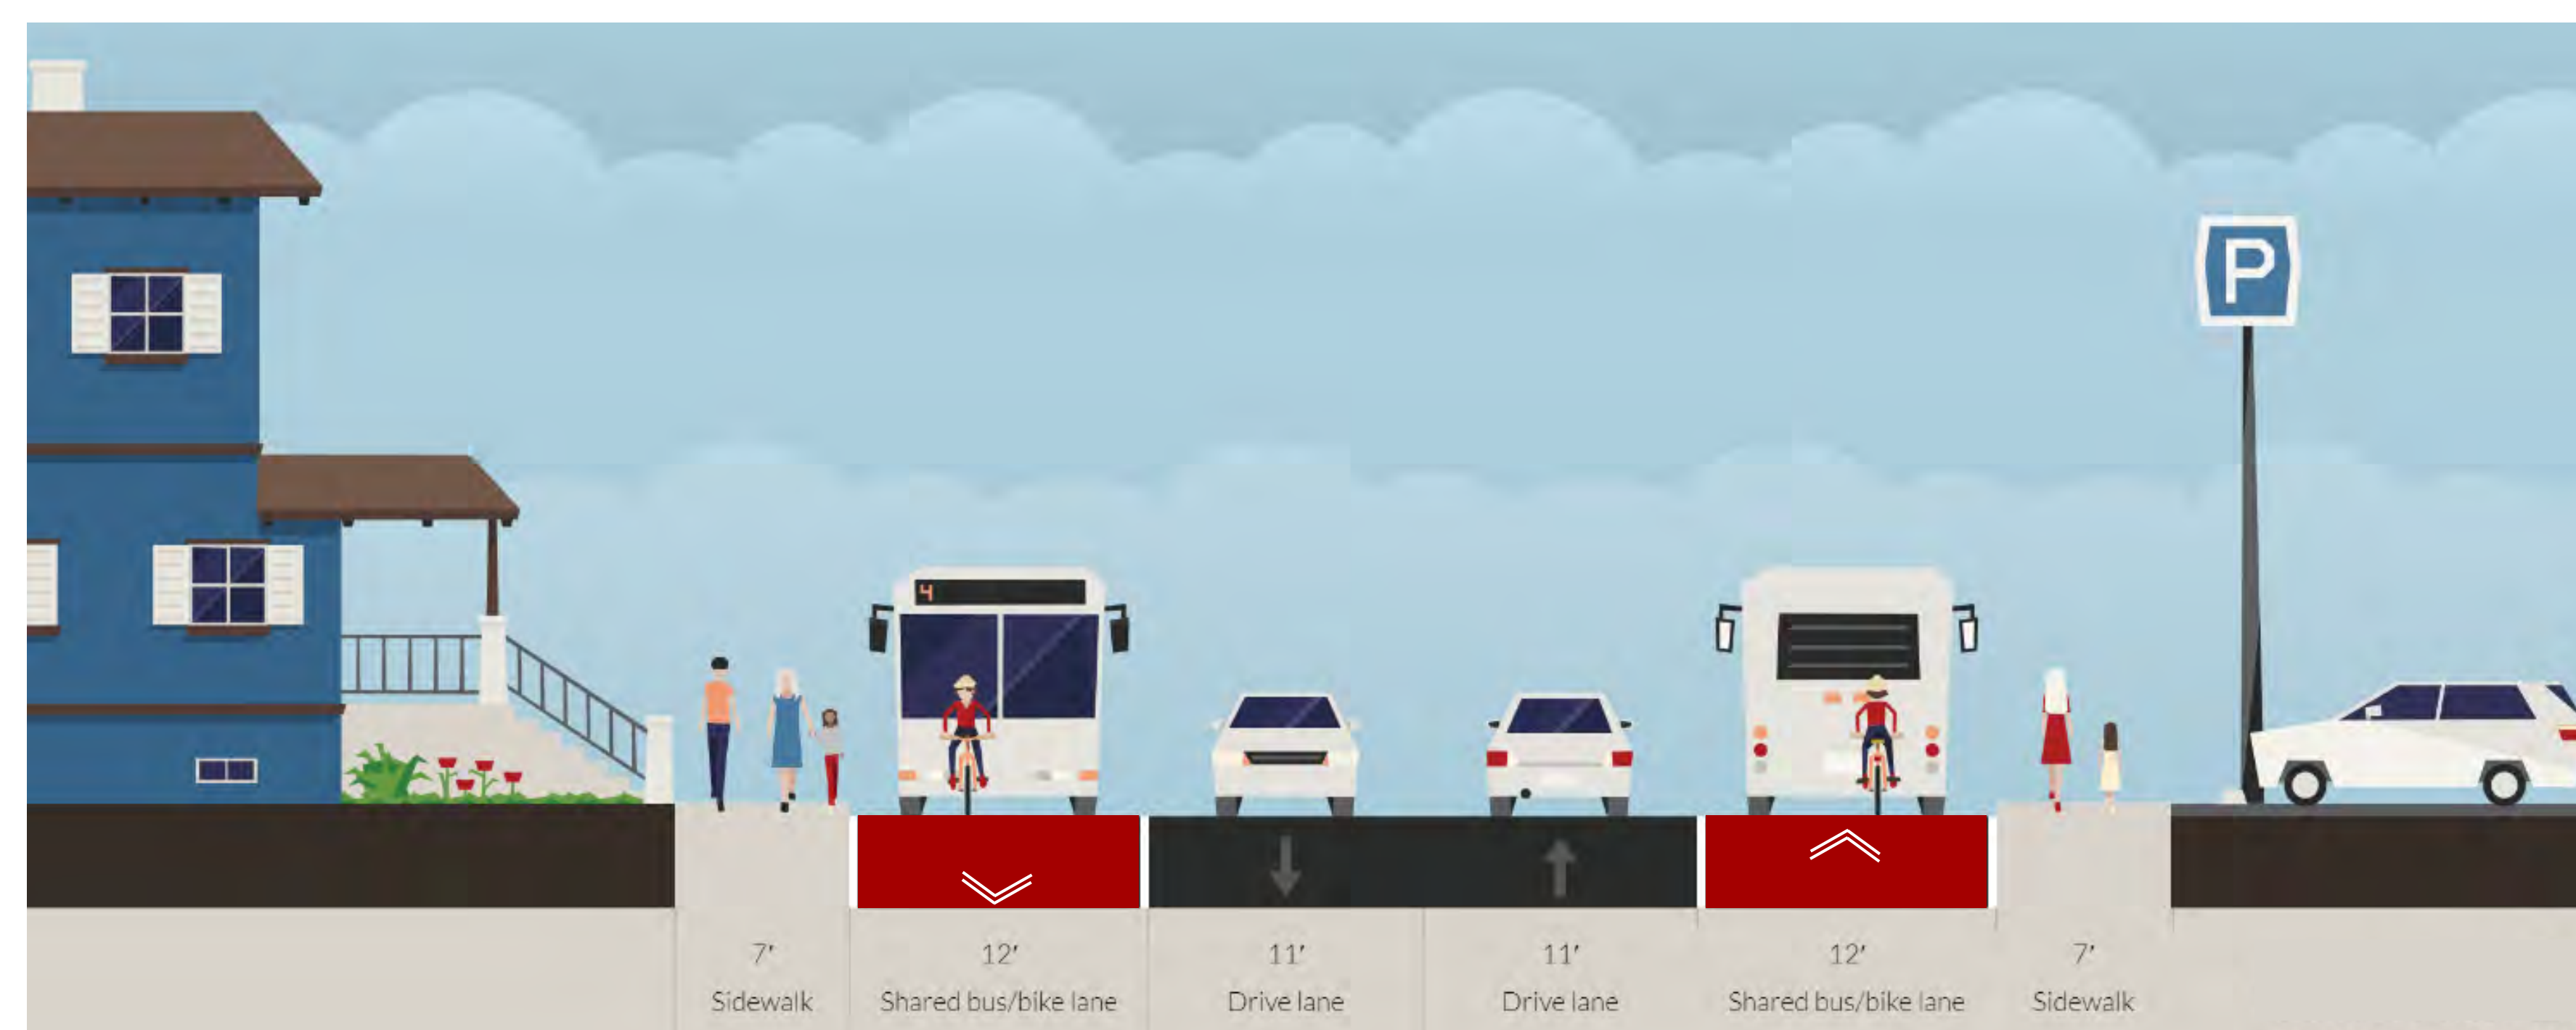 P
4
7' 12' 11' 11' 12' 7'
Sidewalk Shared bus/bike lane Drive lane Drive lane Shared bus/bike lane Sidewalk